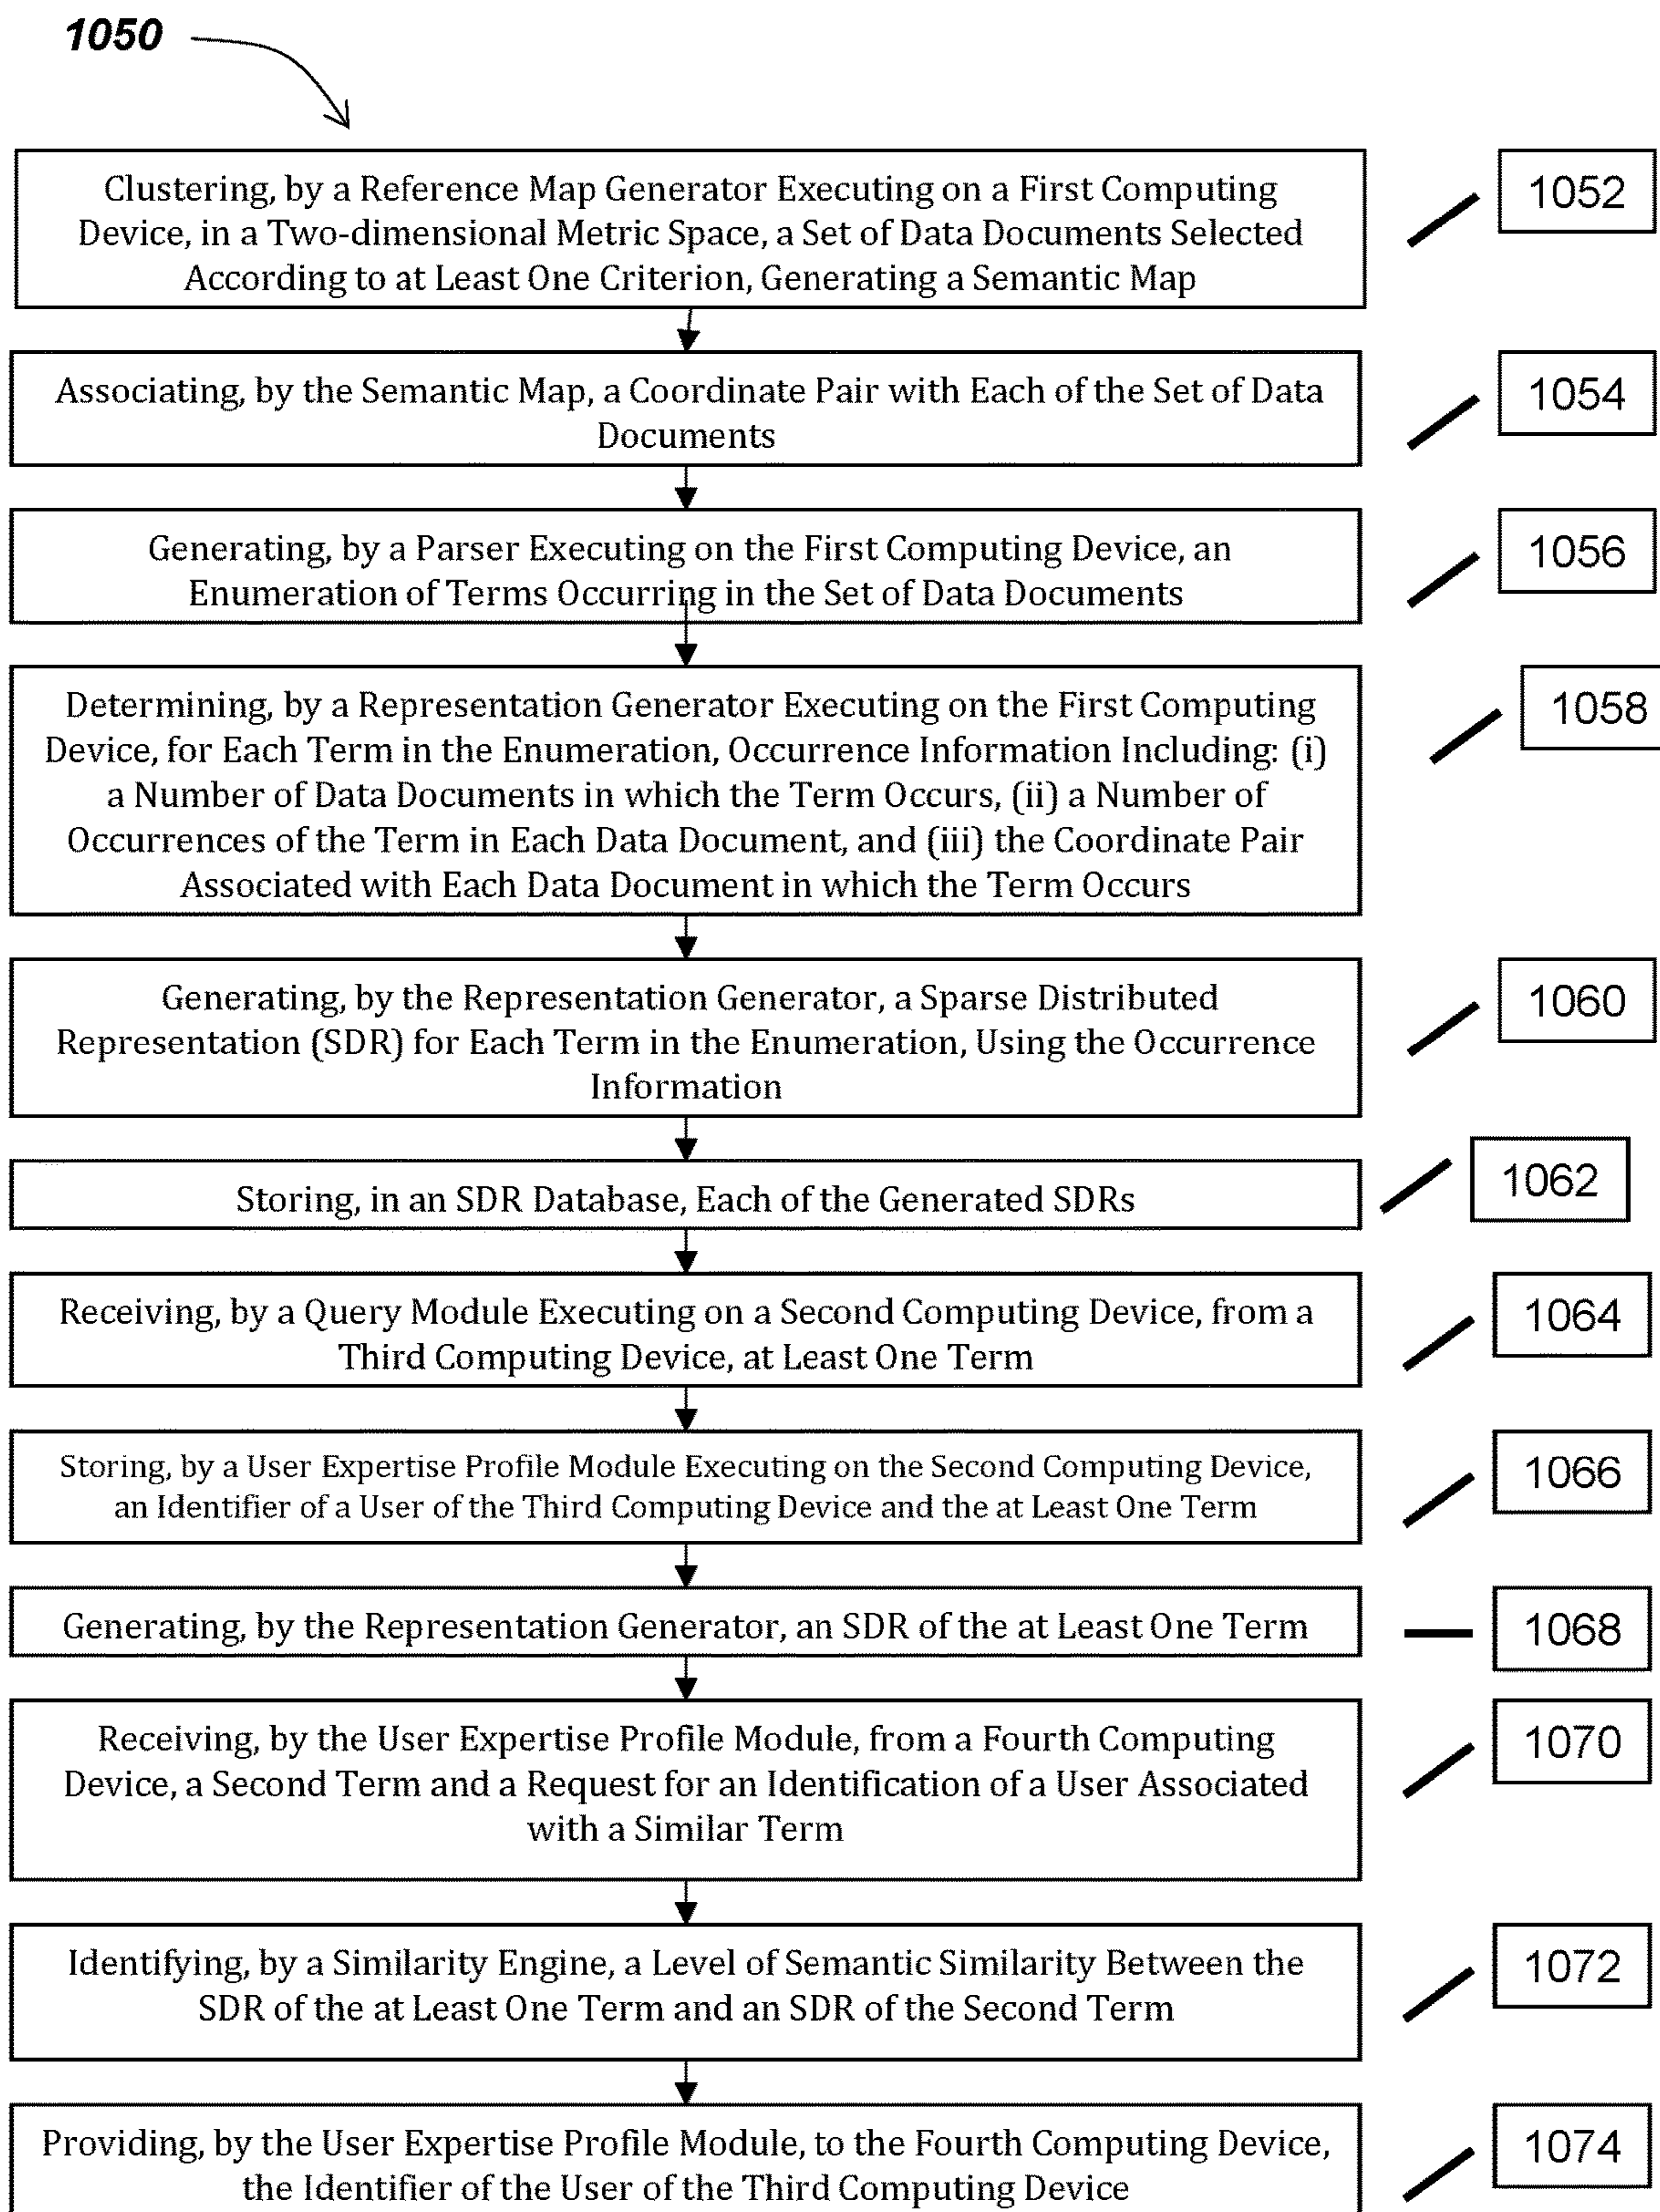 1050
Clustering, by a Reference Map Generator Executing on a First Computing
Device, in a Two-dimensional Metric Space, a Set of Data Documents Selected
According to at Least One Criterion, Generating a Semantic Map
1052
Associating, by the Semantic Map, a Coordinate Pair with Each of the Set of Data
Documents
1054
Generating, by a Parser Executing on the First Computing Device, an
Enumeration of Terms Occurring in the Set of Data Documents
1056
Determining, by a Representation Generator Executing on the First Computing
Device, for Each Term in the Enumeration, Occurrence Information Including: (i)
a Number of Data Documents in which the Term Occurs, (ii) a Number of
Occurrences of the Term in Each Data Document, and (iii) the Coordinate Pair
Associated with Each Data Document in which the Term Occurs
1058
Generating, by the Representation Generator, a Sparse Distributed
Representation (SDR) for Each Term in the Enumeration, Using the Occurrence
Information
1060
Storing, in an SDR Database, Each of the Generated SDRs
1062
Receiving, by a Query Module Executing on a Second Computing Device, from a
Third Computing Device, at Least One Term
1064
Storing, by a User Expertise Profile Module Executing on the Second Computing Device,
an Identifier of a User of the Third Computing Device and the at Least One Term
1066
Generating, by the Representation Generator, an SDR of the at Least One Term
1068
Receiving, by the User Expertise Profile Module, from a Fourth Computing
Device, a Second Term and a Request for an Identification of a User Associated
with a Similar Term
1070
Identifying, by a Similarity Engine, a Level of Semantic Similarity Between the
SDR of the at Least One Term and an SDR of the Second Term
1072
Providing, by the User Expertise Profile Module, to the Fourth Computing Device,
the Identifier of the User of the Third Computing Device
1074